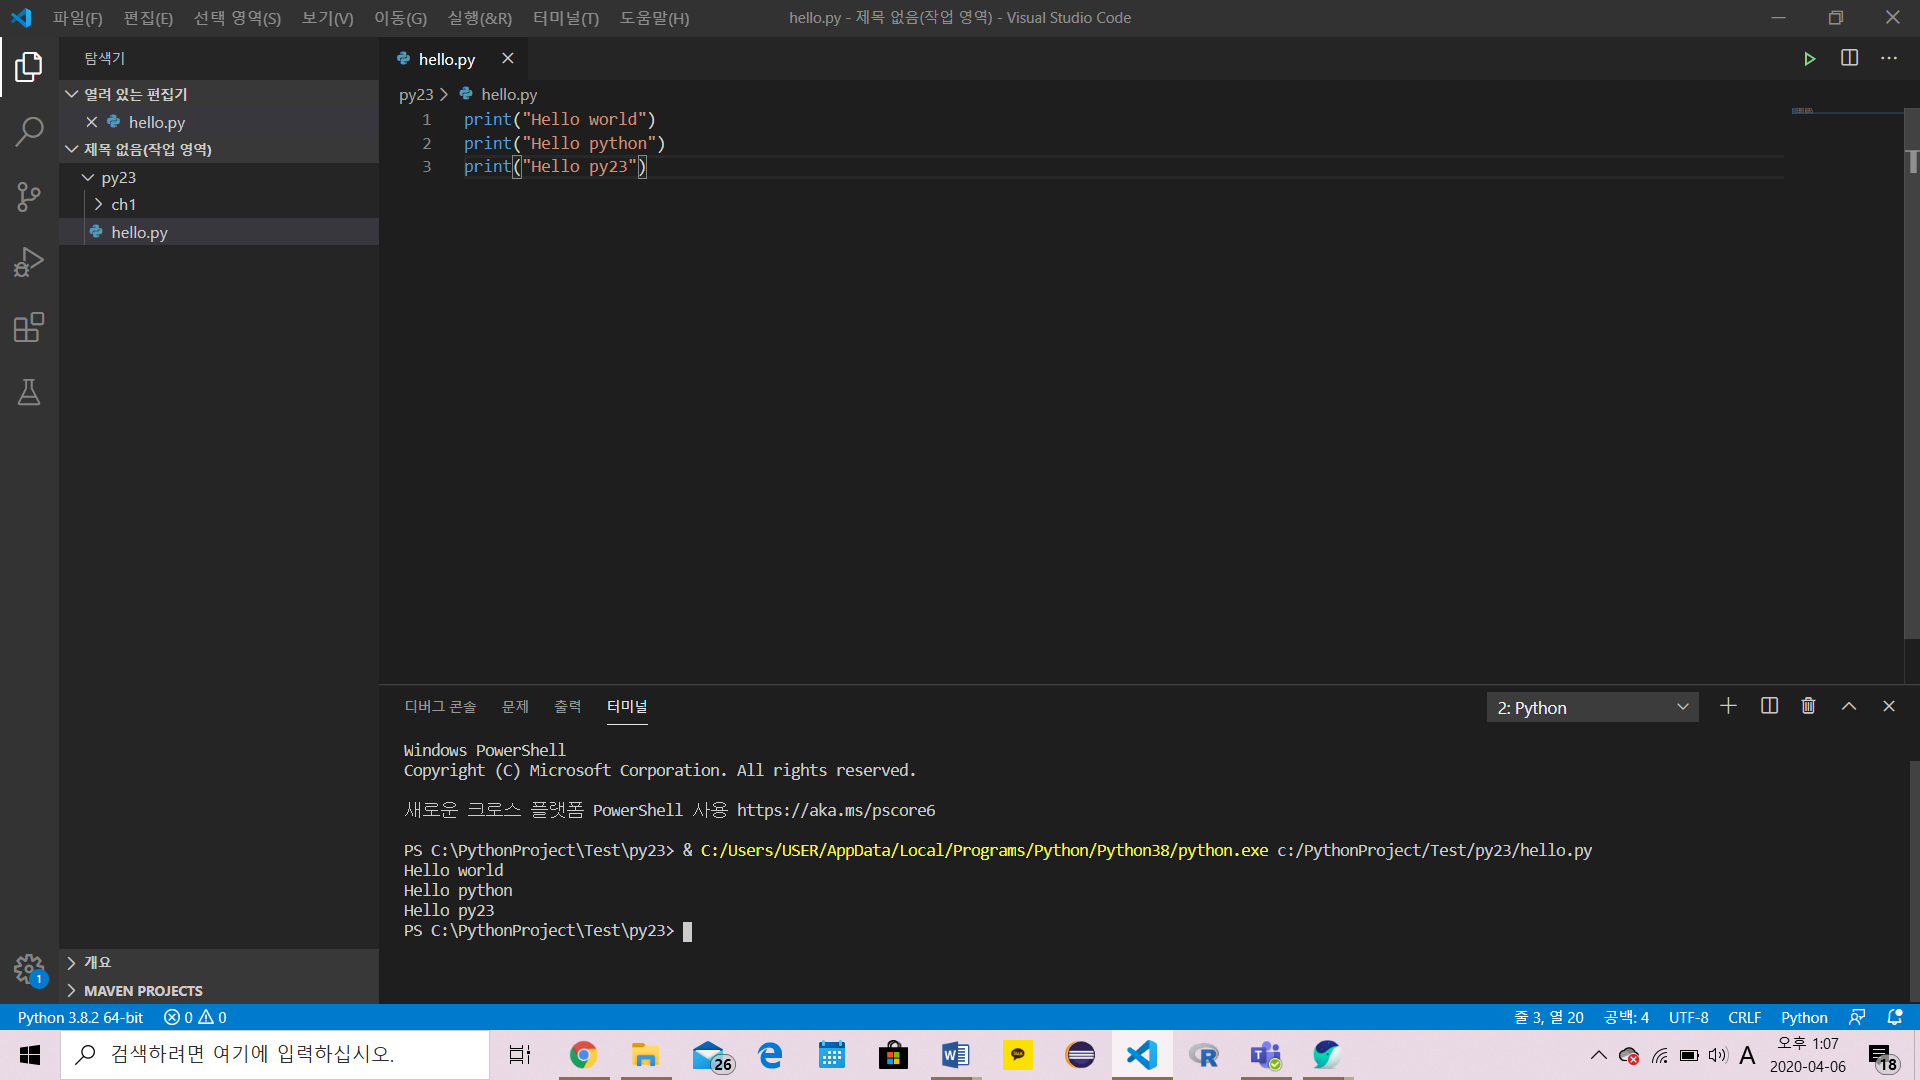 파일(F) 편집(E) 선택 영역(S) 보기(V) 이동(G) 실행(&R) 터미널(T) 도움말(H) hello.py - 제목 없음(작업 영역) - Visual Studio Code
탐색기
열려 있는 편집기
hello.py
제목 없음(작업 영역)
py23
ch1
hello.py
개요
MAVEN PROJECTS
hello.py
py23 > hello.py
1 print("Hello world")
2 print("Hello python")
3 print("Hello py23")
디버그 콘솔 문제 출력 터미널 2: Python
Windows PowerShell
Copyright (C) Microsoft Corporation. All rights reserved.
새로운 크로스 플랫폼 PowerShell 사용 https://aka.ms/pscore6
PS C:\PythonProject\Test\py23> & C:/Users/USER/AppData/Local/Programs/Python/Python38/python.exe c:/PythonProject/Test/py23/hello.py
Hello world
Hello python
Hello py23
PS C:\PythonProject\Test\py23>
1
Python 3.8.2 64-bit 0 0 줄 3, 열 20 공백: 4 UTF-8 CRLF Python
검색하려면 여기에 입력하십시오. 26 A 오후 1:07 18
2020-04-06